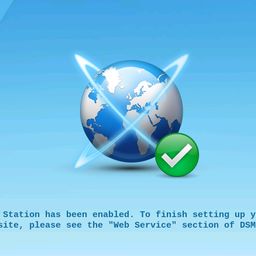 Station has been enabled. To finish setting up
site, please see the "Web Service" section of DSM